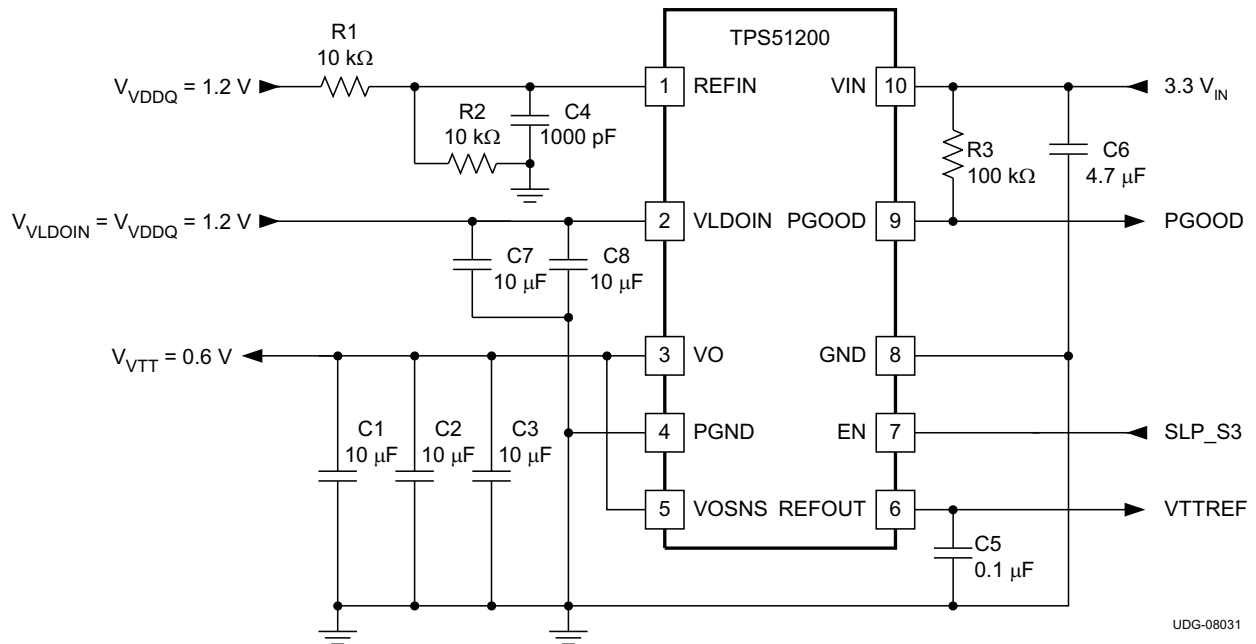 TPS51200
R1
10 kΩ
V_VDDQ = 1.2 V
1
REFIN
VIN
10
3.3 V_IN
R2
10 kΩ
C4
1000 pF
R3
100 kΩ
C6
4.7 µF
V_VLDOIN = V_VDDQ = 1.2 V
2
VLDOIN
PGOOD
9
PGOOD
C7
10 µF
C8
10 µF
V_VTT = 0.6 V
3
VO
GND
8
C1
10 µF
C2
10 µF
C3
10 µF
4
PGND
EN
7
SLP_S3
5
VOSNS
REFOUT
6
VTTREF
C5
0.1 µF
UDG-08031